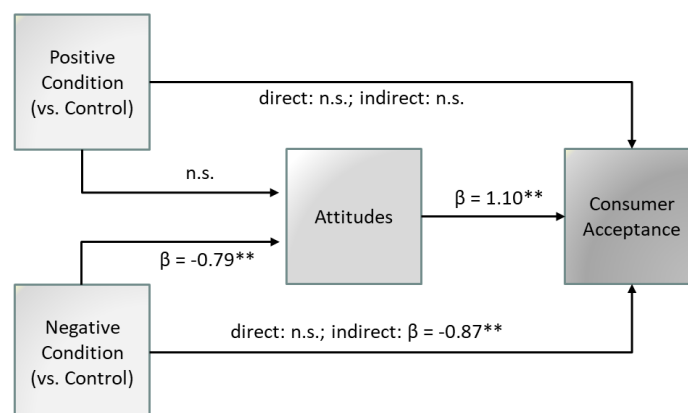 Positive
Condition
(vs. Control)
direct: n.s.; indirect: n.s.
n.s.
Attitudes
β = 1.10**
Consumer
Acceptance
β = -0.79**
Negative
Condition
(vs. Control)
direct: n.s.; indirect: β = -0.87**